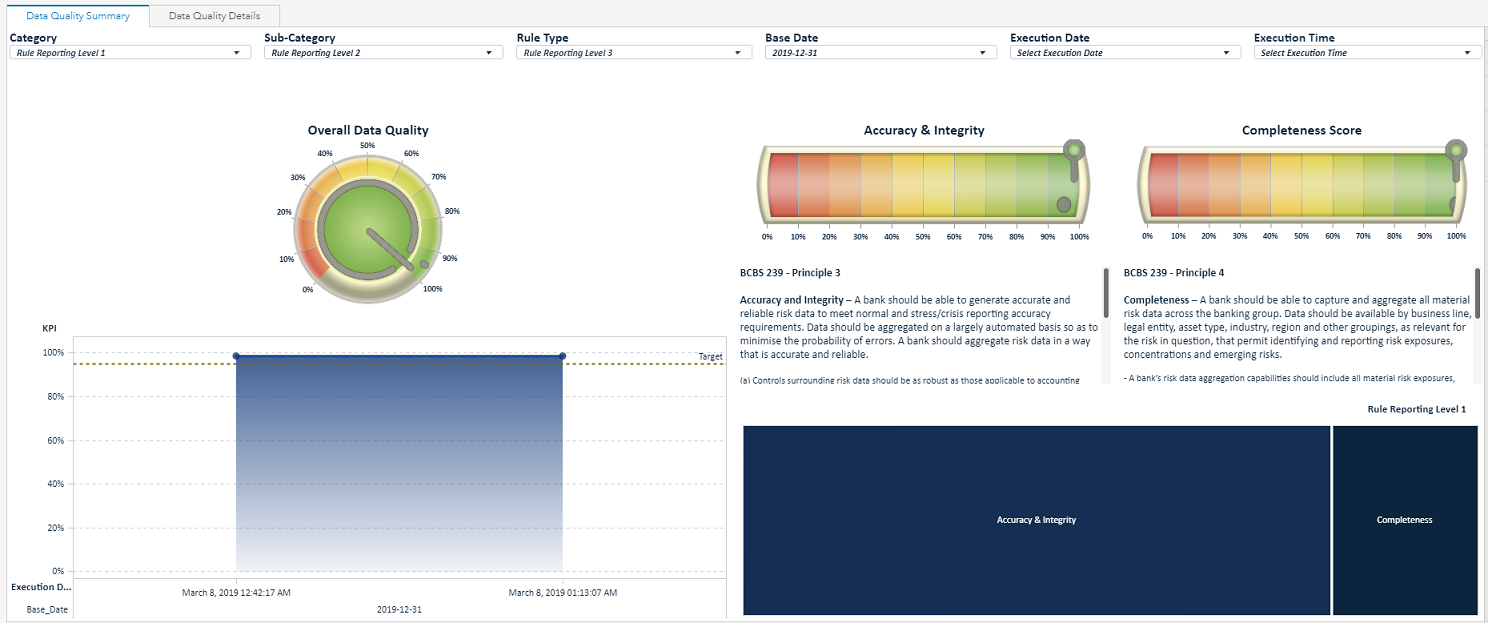 Data Quality Summary
Data Quality Details
Category
Sub-Category
Rule Type
Base Date
Execution Date
Execution Time
Rule Reporting Level 1
Rule Reporting Level 2
Rule Reporting Level 3
2019-12-31
Select Execution Date
Select Execution Time
Overall Data Quality
0%
10%
20%
30%
40%
50%
60%
70%
80%
90%
100%
Accuracy & Integrity
0% 10% 20% 30% 40% 50% 60% 70% 80% 90% 100%
Completeness Score
0% 10% 20% 30% 40% 50% 60% 70% 80% 90% 100%
BCBS 239 - Principle 3
Accuracy and Integrity – A bank should be able to generate accurate and
reliable risk data to meet normal and stress/crisis reporting accuracy
requirements. Data should be aggregated on a largely automated basis so as to
minimise the probability of errors. A bank should aggregate risk data in a way
that is accurate and reliable.
(a) Controls surrounding risk data should be as robust as those applicable to accounting
BCBS 239 - Principle 4
Completeness – A bank should be able to capture and aggregate all material
risk data across the banking group. Data should be available by business line,
legal entity, asset type, industry, region and other groupings, as relevant for
the risk in question, that permit identifying and reporting risk exposures,
concentrations and emerging risks.
- A bank's risk data aggregation capabilities should include all material risk exposures,
KPI
100%
80%
60%
40%
20%
0%
Target
Execution D...
March 8, 2019 12:42:17 AM
March 8, 2019 01:13:07 AM
Base_Date
2019-12-31
Rule Reporting Level 1
Accuracy & Integrity
Completeness